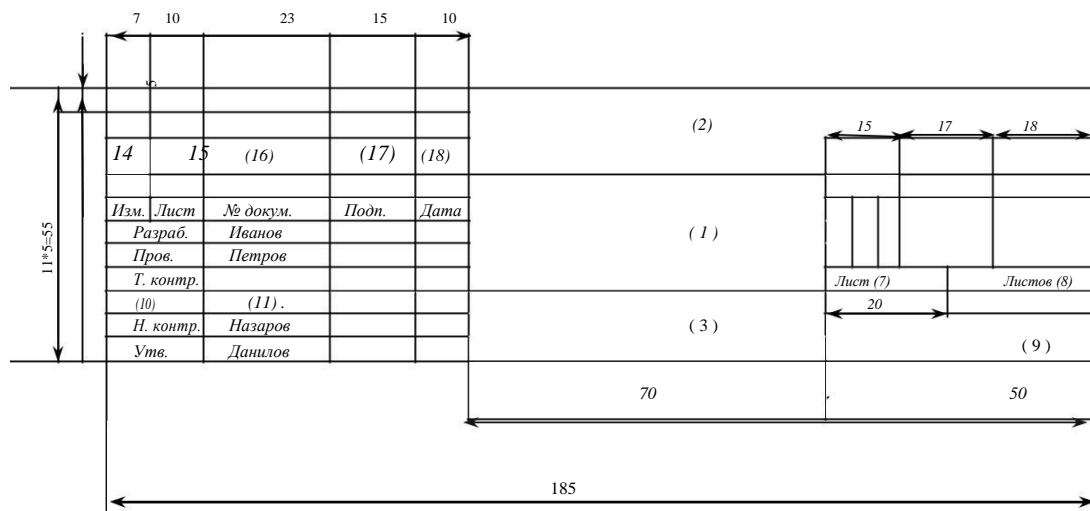 7 10 23 15 10
5
(2)
15 17 18
14 15 (16) (17) (18)
11*5=55
Изм. Лист № докум. Подп. Дата
( 1 )
Разраб. Иванов
Пров. Петров
Т. контр.
Лист (7) Листов (8)
(10) (11) .
20
Н. контр. Назаров
( 3 )
Утв. Данилов
( 9 )
70 50
185